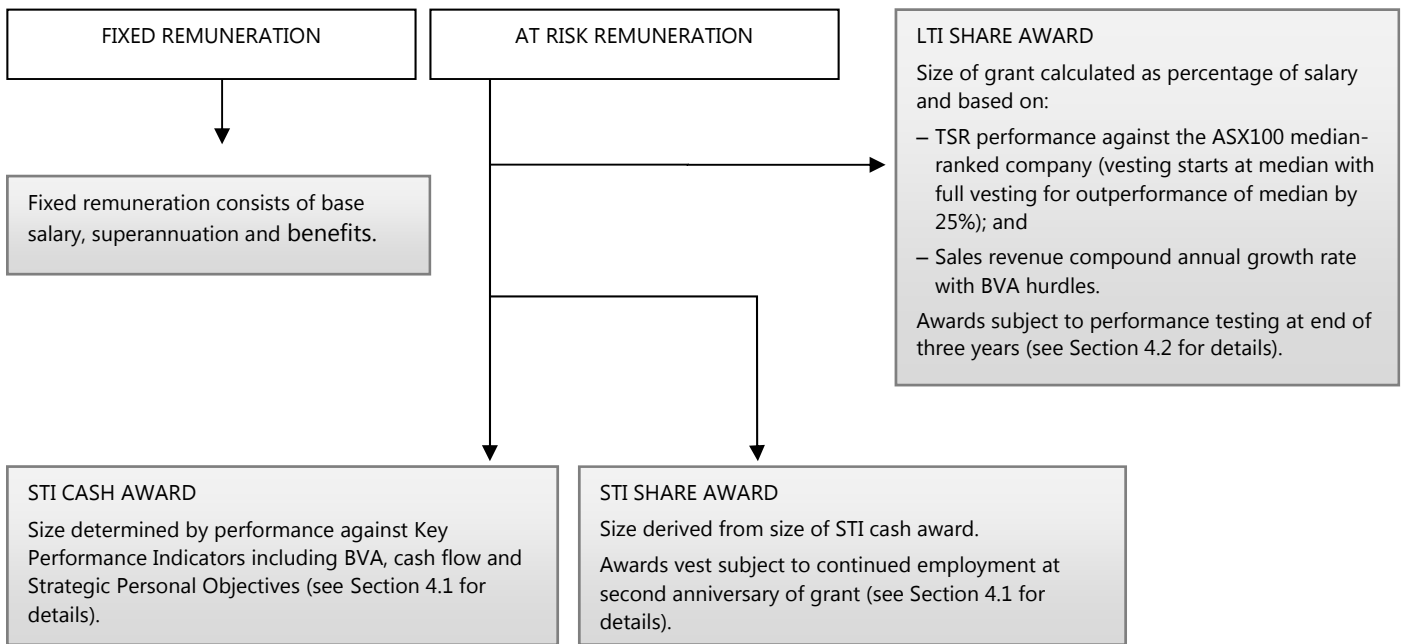 FIXED REMUNERATION
AT RISK REMUNERATION
LTI SHARE AWARD
Size of grant calculated as percentage of salary
and based on:
– TSR performance against the ASX100 median-
ranked company (vesting starts at median with
full vesting for outperformance of median by
25%); and
– Sales revenue compound annual growth rate
with BVA hurdles.
Awards subject to performance testing at end of
three years (see Section 4.2 for details).
Fixed remuneration consists of base
salary, superannuation and benefits.
STI CASH AWARD
Size determined by performance against Key
Performance Indicators including BVA, cash flow and
Strategic Personal Objectives (see Section 4.1 for
details).
STI SHARE AWARD
Size derived from size of STI cash award.
Awards vest subject to continued employment at
second anniversary of grant (see Section 4.1 for
details).